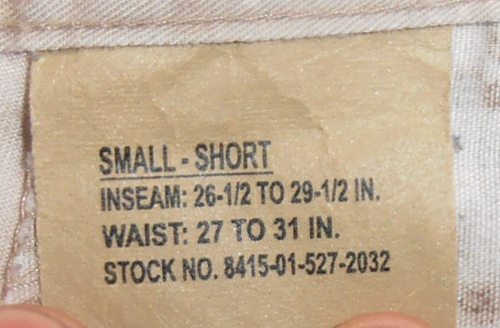 SMALL - SHORT
INSEAM: 26-1/2 TO 29-1/2 IN.
WAIST: 27 TO 31 IN.
STOCK NO. 8415-01-527-2032